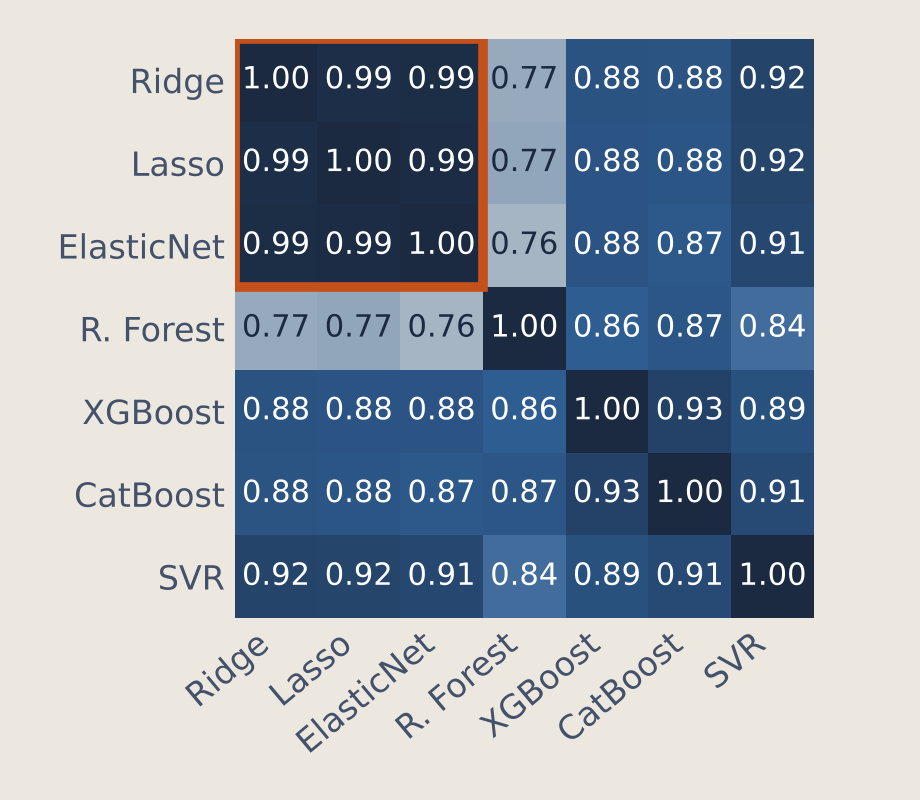 Ridge 1.00 0.99 0.99 0.77 0.88 0.88 0.92
Lasso 0.99 1.00 0.99 0.77 0.88 0.88 0.92
ElasticNet 0.99 0.99 1.00 0.76 0.88 0.87 0.91
R. Forest 0.77 0.77 0.76 1.00 0.86 0.87 0.84
XGBoost 0.88 0.88 0.88 0.86 1.00 0.93 0.89
CatBoost 0.88 0.88 0.87 0.87 0.93 1.00 0.91
SVR 0.92 0.92 0.91 0.84 0.89 0.91 1.00
Ridge Lasso ElasticNet R. Forest XGBoost CatBoost SVR